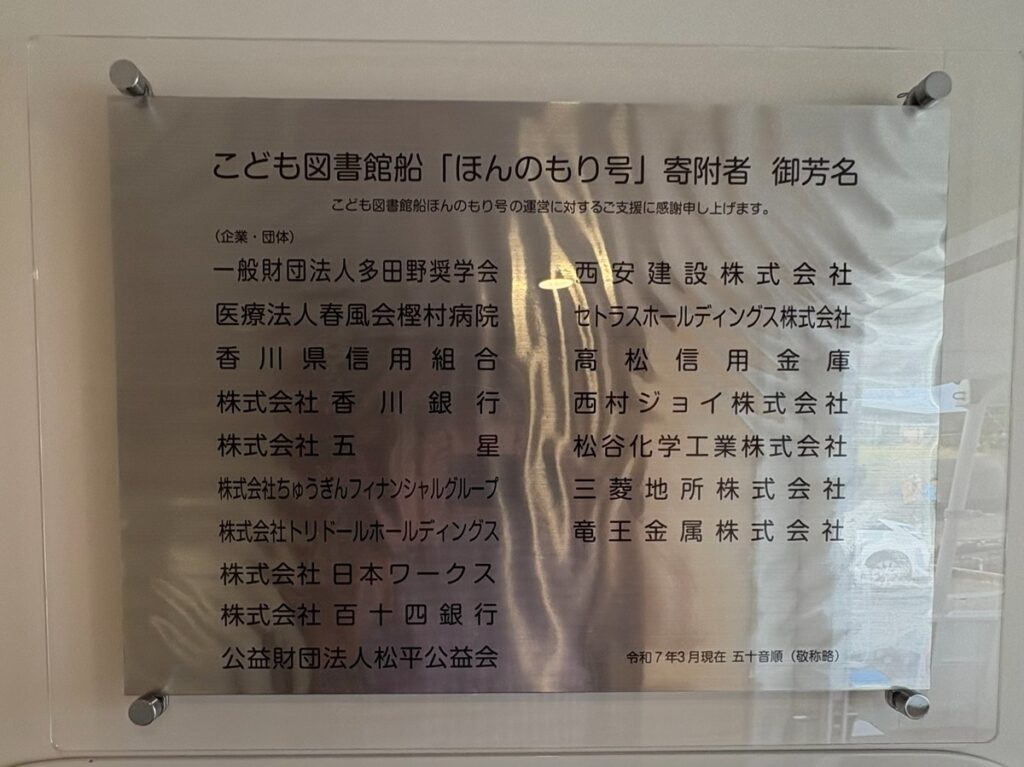 こども図書館船「ほんのもり号」寄附者 御芳名
こども図書館船ほんのもり号の運営に対するご支援に感謝申し上げます。
（企業・団体）
一般財団法人多田野奨学会
医療法人春風会樫村病院
香川県信用組合
株式会社 香川銀行
株式会社 五星
株式会社ちゅうぎんフィナンシャルグループ
株式会社トリドールホールディングス
株式会社 日本ワークス
株式会社 百十四銀行
公益財団法人松平公益会
西安建設株式会社
セトラスホールディングス株式会社
高松信用金庫
西村ジョイ株式会社
松谷化学工業株式会社
三菱地所株式会社
竜王金属株式会社
令和7年3月現在 五十音順（敬称略）